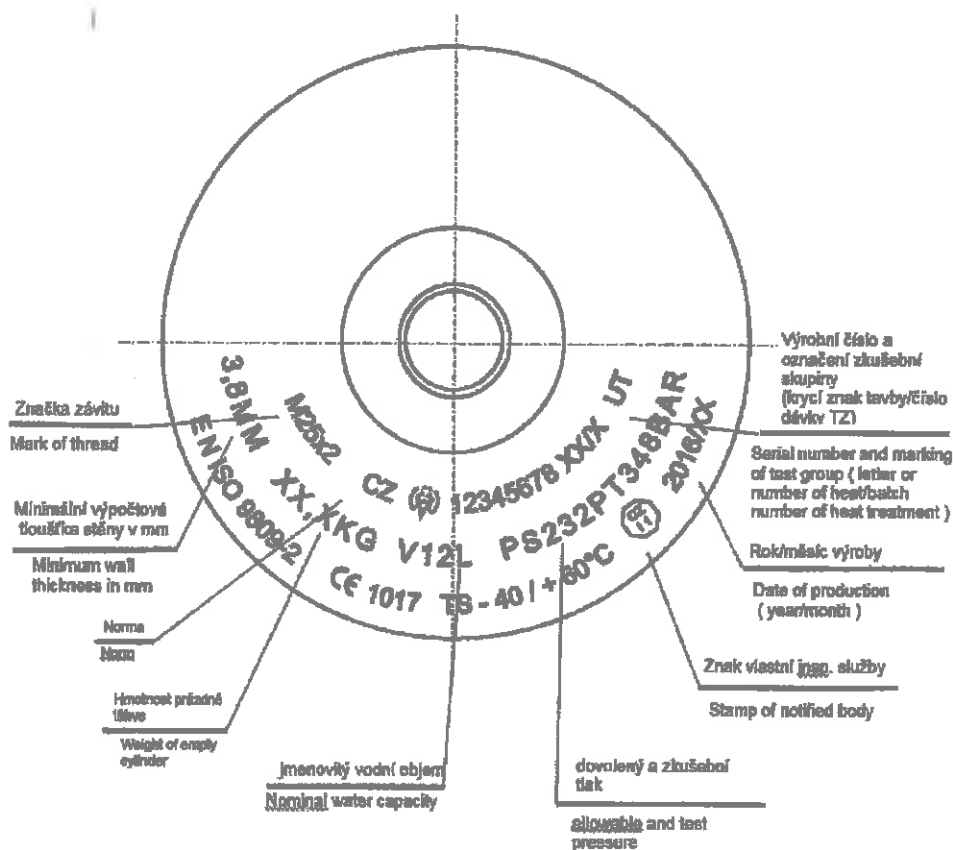 M25x2 CZ 12345678 XX/X UT
3,8MM XX,XKG V12L PS232PT348BAR
EN ISO 9809-2 CE 1017 TS - 40 / + 60°C 2016/XX
Značka závitu
Mark of thread
Minimální výpočtová
tloušťka stěny v mm
Minimum wall
thickness in mm
Norma
Hmotnost prázdné
Weight of empty
cylinder
jmenovitý vodní objem
Nominal water capacity
dovolený a zkušební
tlak
allowable and test
pressure
Znak vlastní insp. služby
Stamp of notified body
Rok/měsíc výroby
Date of production
( year/month )
Výrobní číslo a
označení zkušební
skupiny
(krycí znak tavby/číslo
dávky TZ)
Serial number and marking
of test group ( letter or
number of heat/batch
number of heat treatment )